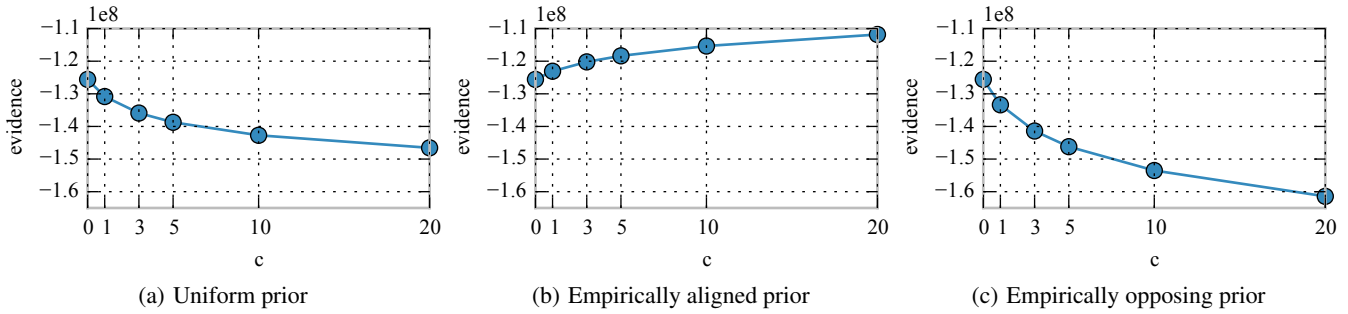 1e8
−1.1
−1.2
−1.3
−1.4
−1.5
−1.6
evidence
0 1 3 5 10 20
c
(a) Uniform prior
1e8
−1.1
−1.2
−1.3
−1.4
−1.5
−1.6
evidence
0 1 3 5 10 20
c
(b) Empirically aligned prior
1e8
−1.1
−1.2
−1.3
−1.4
−1.5
−1.6
evidence
0 1 3 5 10 20
c
(c) Empirically opposing prior